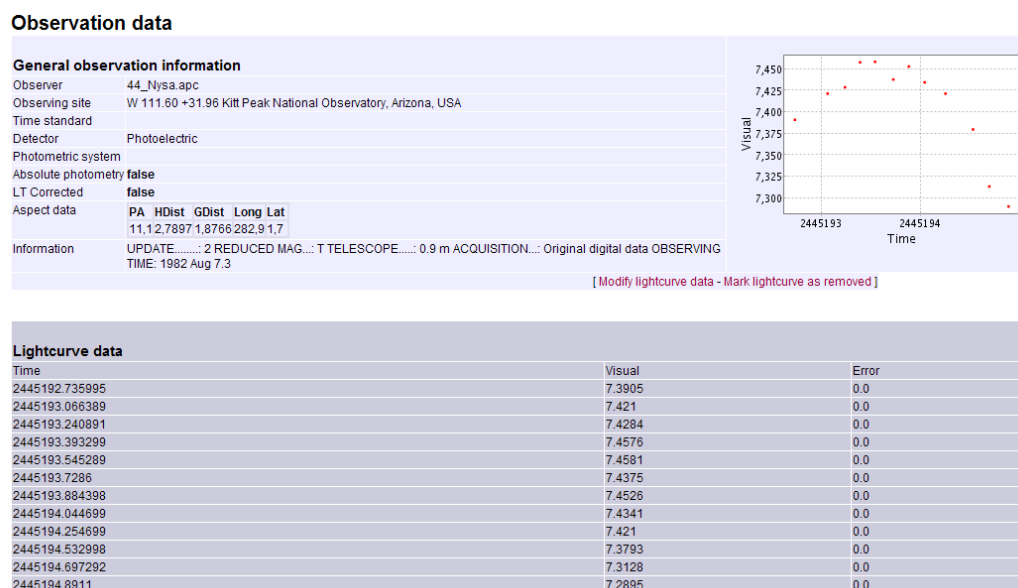 Observation data
General observation information
Observer 44_Nysa.apc
Observing site W 111.60 +31.96 Kitt Peak National Observatory, Arizona, USA
Time standard
Detector Photoelectric
Photometric system
Absolute photometry false
LT Corrected false
Aspect data PA HDist GDist Long Lat
11,1 2,7897 1,8766 282,9 1,7
Information UPDATE........: 2 REDUCED MAG...: T TELESCOPE.....: 0.9 m ACQUISITION...: Original digital data OBSERVING
TIME: 1982 Aug 7.3
7,450
7,425
7,400
7,375
7,350
7,325
7,300
Visual
2445193 2445194
Time
[ Modify lightcurve data - Mark lightcurve as removed ]
Lightcurve data
Time Visual Error
2445192.735995 7.3905 0.0
2445193.066389 7.421 0.0
2445193.240891 7.4284 0.0
2445193.393299 7.4576 0.0
2445193.545289 7.4581 0.0
2445193.7286 7.4375 0.0
2445193.884398 7.4526 0.0
2445194.044699 7.4341 0.0
2445194.254699 7.421 0.0
2445194.532998 7.3793 0.0
2445194.697292 7.3128 0.0
2445194.8911 7.2895 0.0